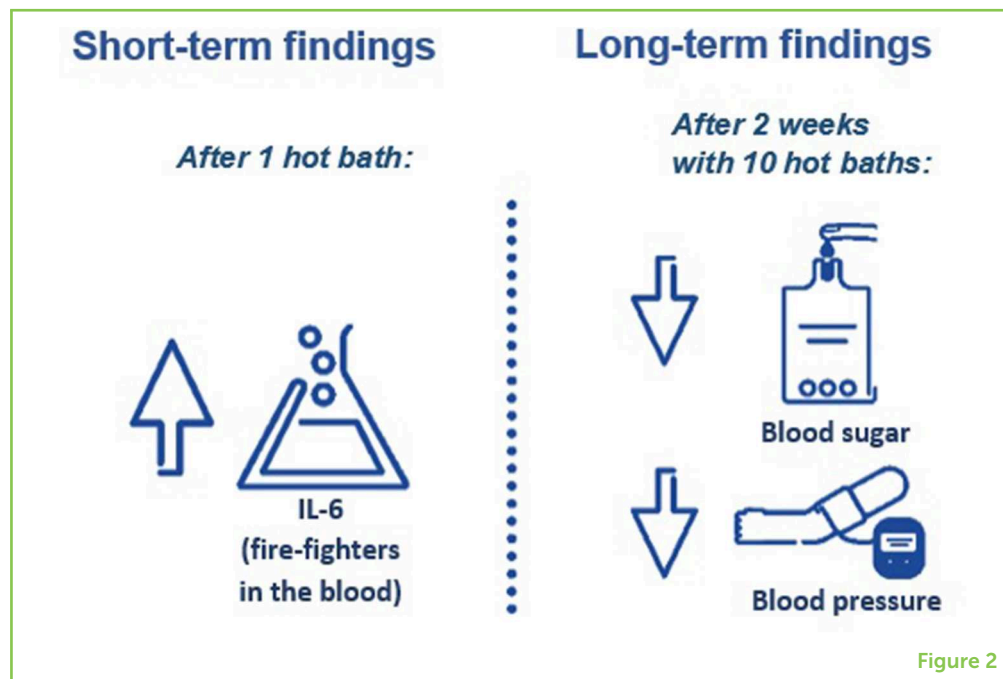 Short-term findings
After 1 hot bath:
IL-6
(fire-fighters
in the blood)
Long-term findings
After 2 weeks
with 10 hot baths:
Blood sugar
Blood pressure
Figure 2